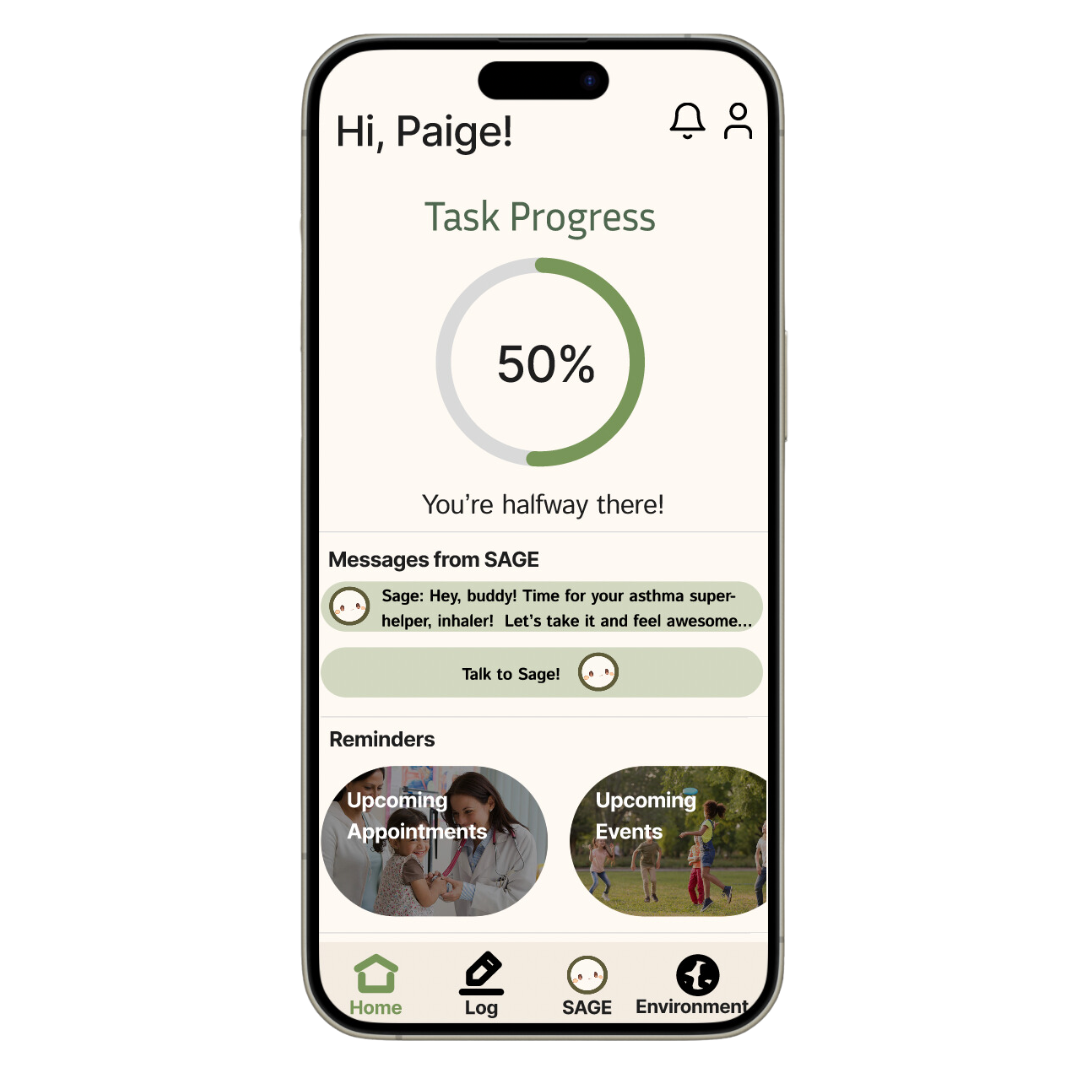 Hi, Paige!
Task Progress
50%
You’re halfway there!
Messages from SAGE
Sage: Hey, buddy! Time for your asthma super-
helper, inhaler!  Let’s take it and feel awesome...
Talk to Sage!
Reminders
Upcoming
Appointments
Upcoming
Events
Home
Log
SAGE
Environment